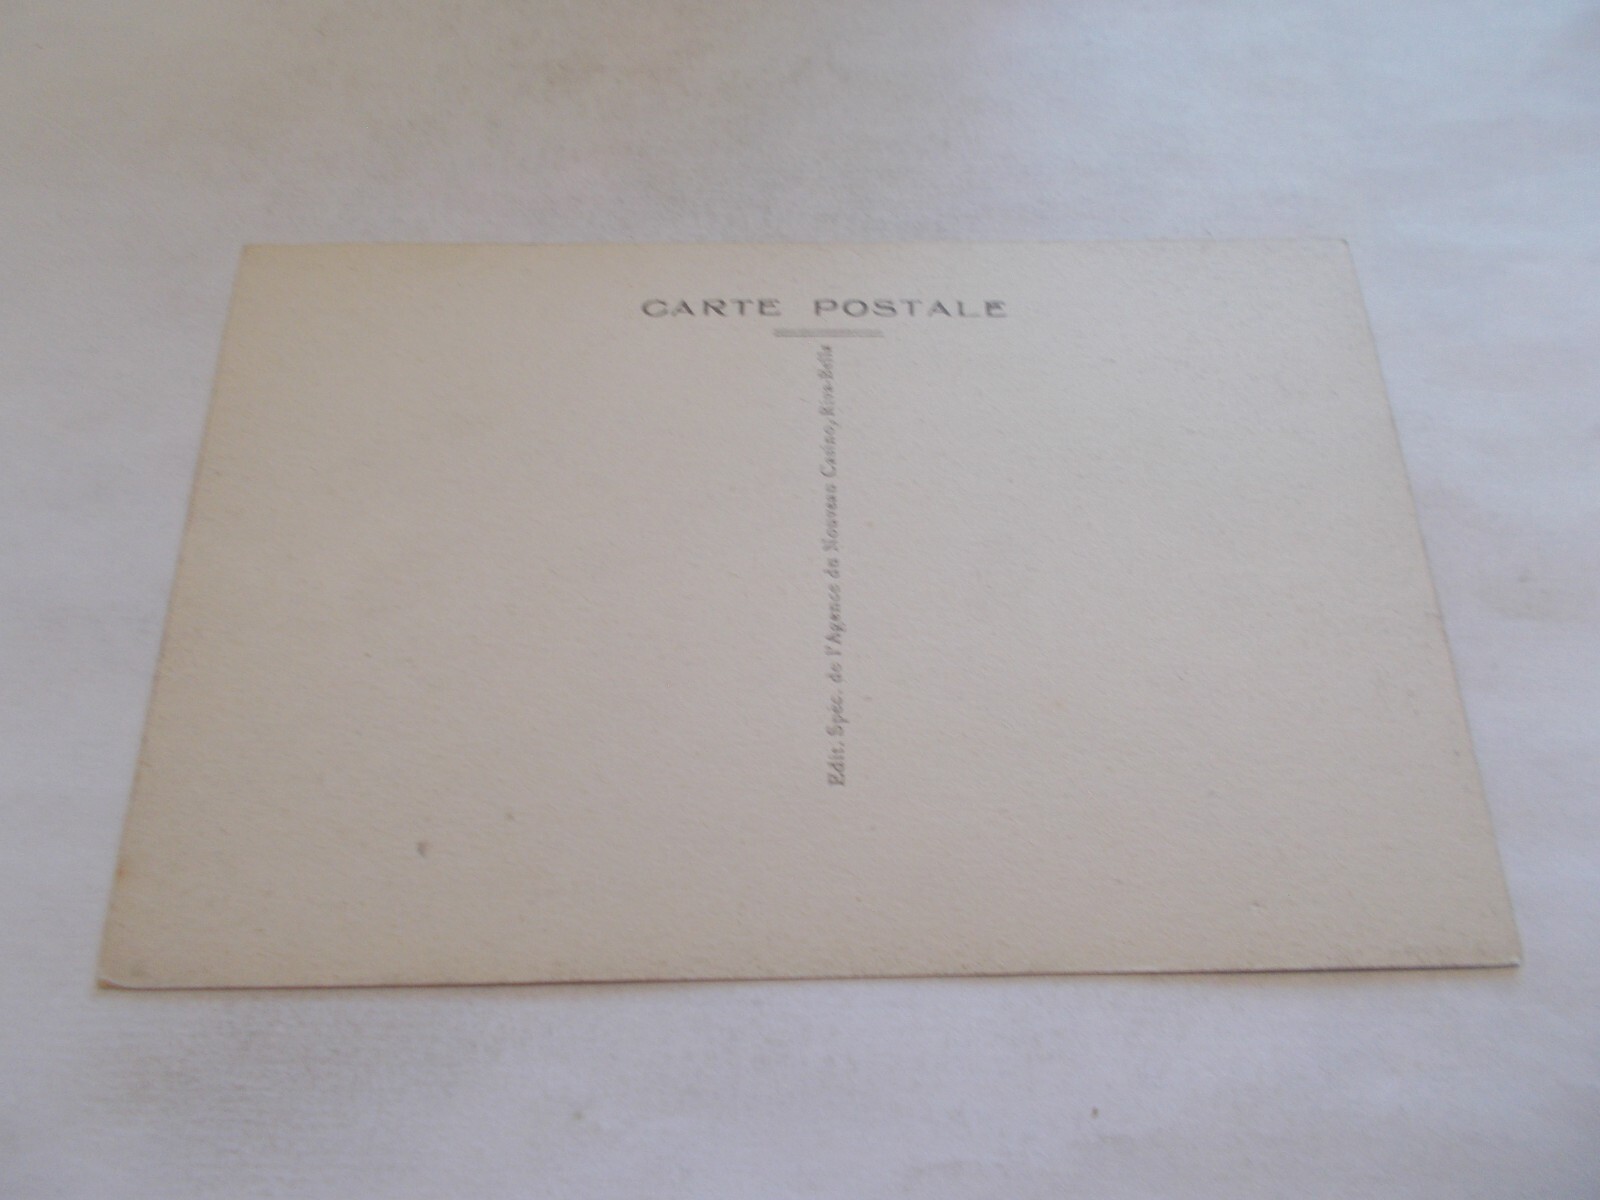 CARTE POSTALE
Edit. Spéc. de l'Agence du Nouveau Casino, Riva-Bella